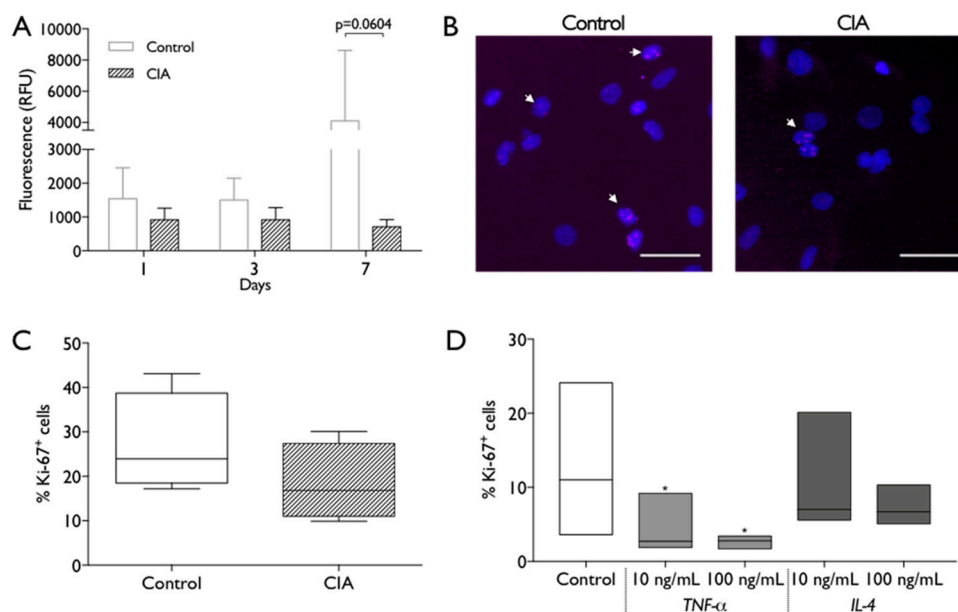 A
Fluorescence (RFU)
10000
8000
6000
4000
3000
2000
1000
0
Control
CIA
p=0.0604
1 3 7
Days
B
Control CIA
C
% Ki-67⁺ cells
50
40
30
20
10
0
Control CIA
D
% Ki-67⁺ cells
30
20
10
0
* *
Control 10 ng/mL 100 ng/mL 10 ng/mL 100 ng/mL
TNF-α IL-4